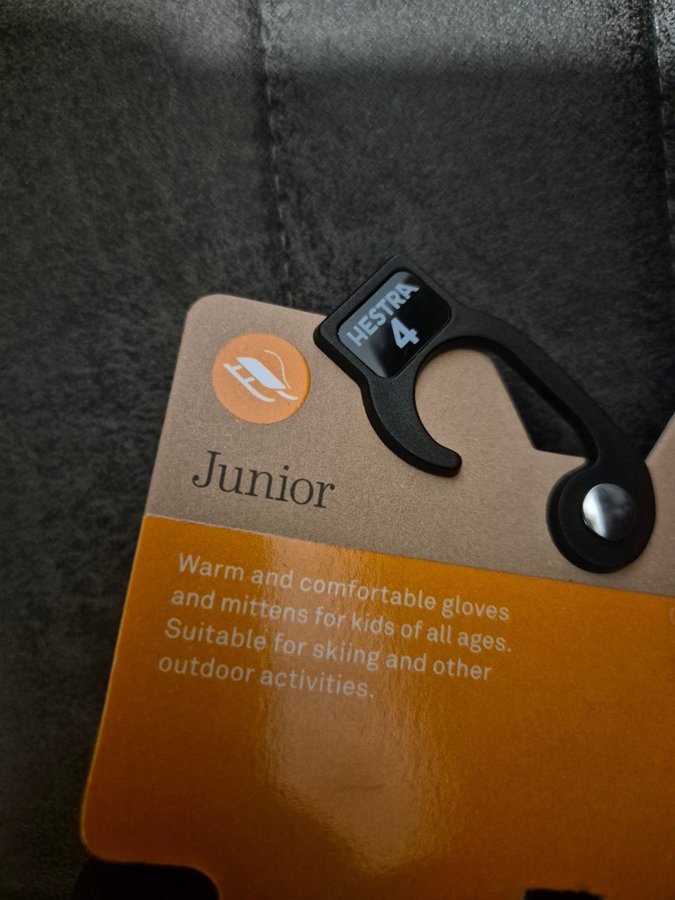 HESTRA
4
Junior
Warm and comfortable gloves
and mittens for kids of all ages.
Suitable for skiing and other
outdoor activities.